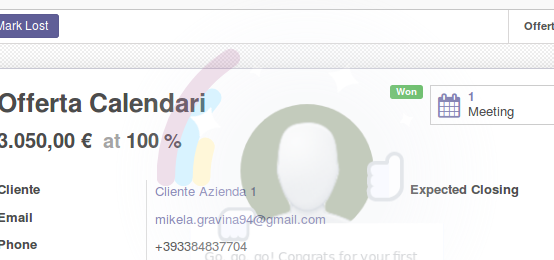 Mark Lost
Offert
Offerta Calendari
Won
1
Meeting
3.050,00 € at 100 %
Cliente
Cliente Azienda 1
Expected Closing
Email
mikela.gravina94@gmail.com
Phone
+393384837704
Go, go, go! Congrats for your first